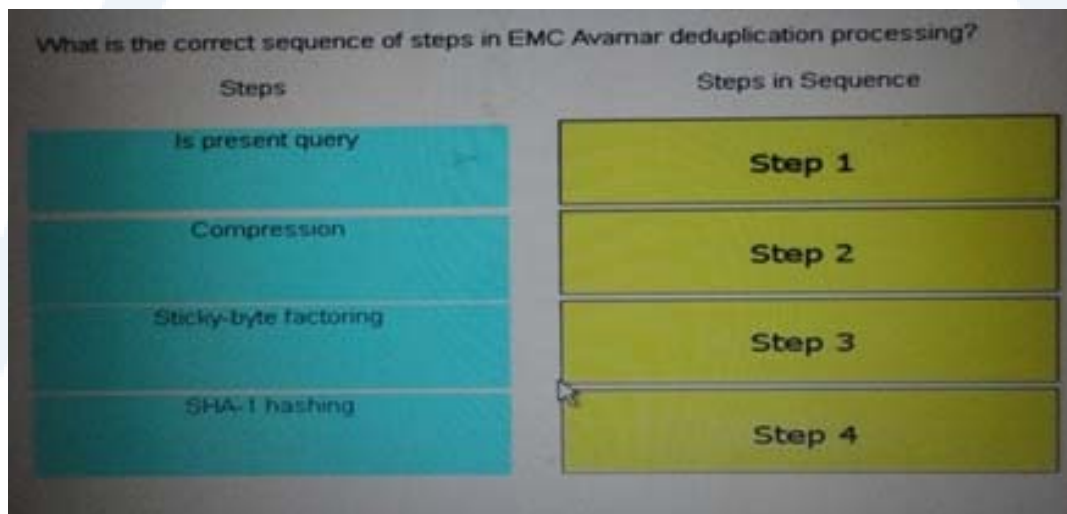 What is the correct sequence of steps in EMC Avamar deduplication processing?
Steps
Steps in Sequence
Is present query
Step 1
Compression
Step 2
Sticky-byte factoring
Step 3
SHA-1 hashing
Step 4